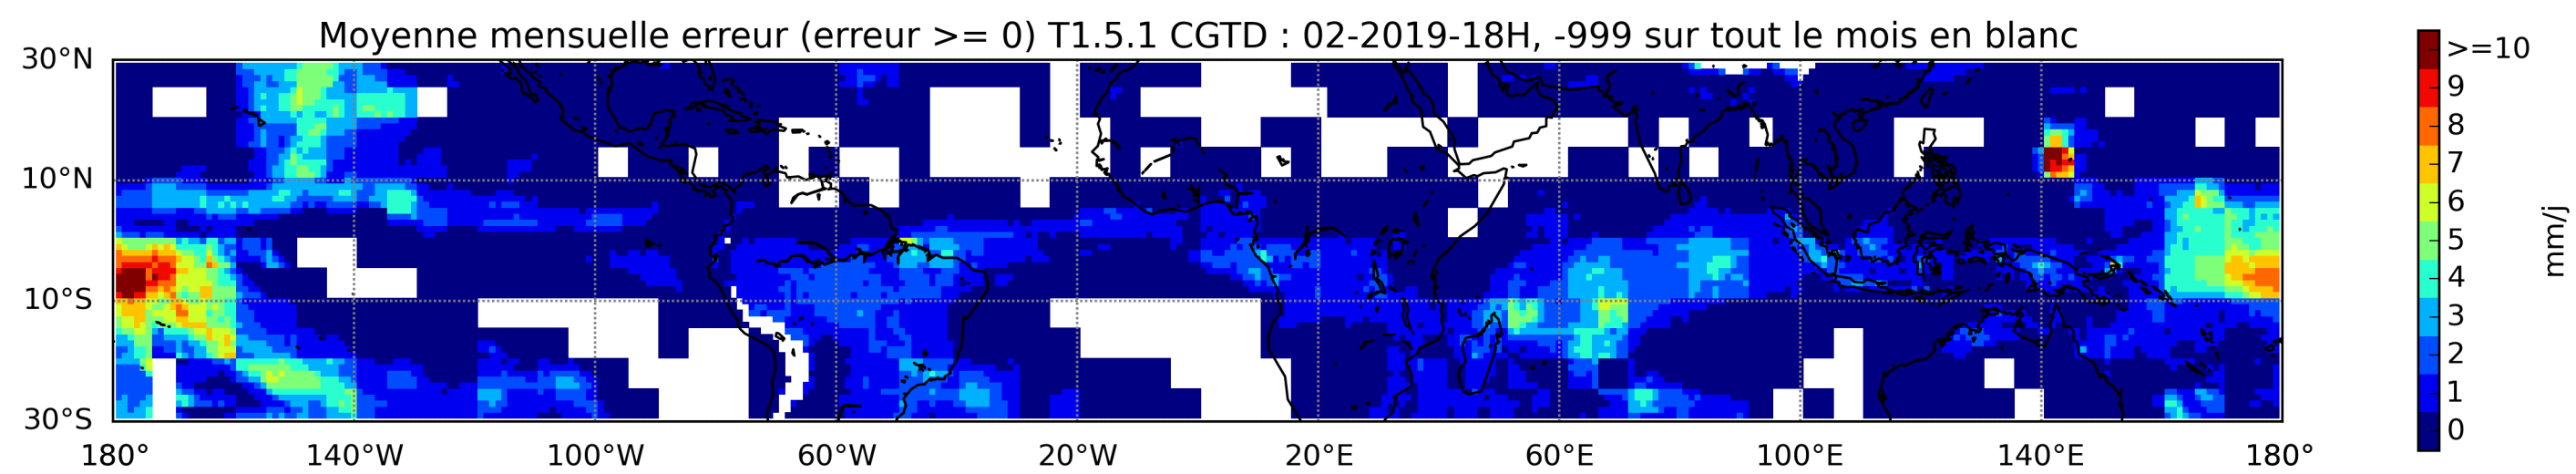 Moyenne mensuelle erreur (erreur >= 0) T1.5.1 CGTD : 02-2019-18H, -999 sur tout le mois en blanc
30°N
10°N
10°S
30°S
180° 140°W 100°W 60°W 20°W 20°E 60°E 100°E 140°E 180°
>=10
9
8
7
6
5
4
3
2
1
0
mm/j